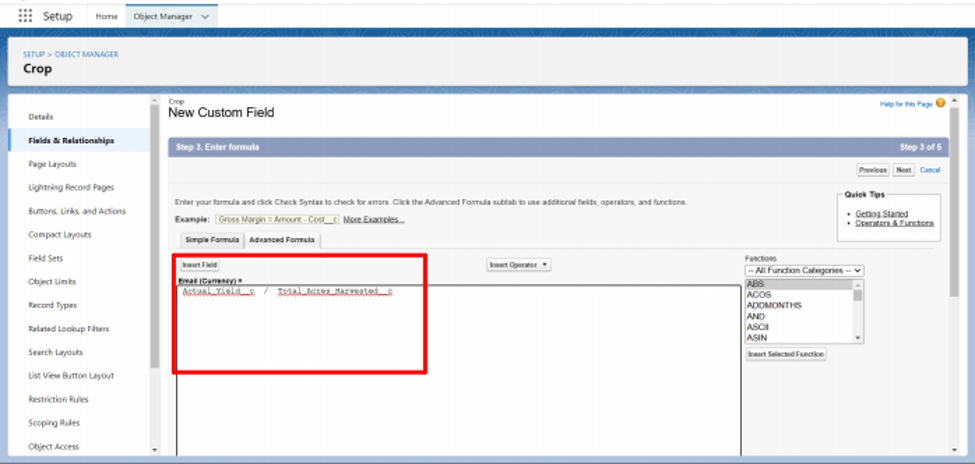 Setup Home Object Manager
SETUP > OBJECT MANAGER
Crop
Details
Fields & Relationships
Page Layouts
Lightning Record Pages
Buttons, Links, and Actions
Compact Layouts
Field Sets
Object Limits
Record Types
Related Lookup Filters
Search Layouts
List View Button Layout
Restriction Rules
Scoping Rules
Object Access
Crop
New Custom Field
Help for this Page
Step 3. Enter formula Step 3 of 5
Previous Next Cancel
Enter your formula and click Check Syntax to check for errors. Click the Advanced Formula subtab to use additional fields, operators, and functions.
Example: Gross Margin = Amount - Cost__c More Examples...
Quick Tips
Getting Started
Operators & Functions
Simple Formula Advanced Formula
Insert Field Insert Operator
Email (Currency) =
Actual_Yield__c / Total_Acres_Harvested__c
Functions
-- All Function Categories --
ABS
ACOS
ADDMONTHS
AND
ASCII
ASIN
Insert Selected Function